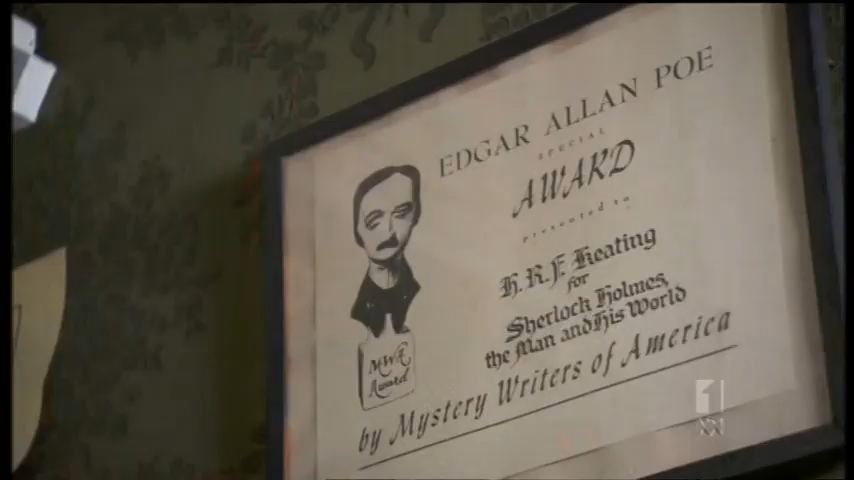 EDGAR ALLAN POE
SPECIAL
AWARD
presented to
H.R.F. Keating
for
Sherlock Holmes,
the Man and His World
by Mystery Writers of America
MWA
Award
1